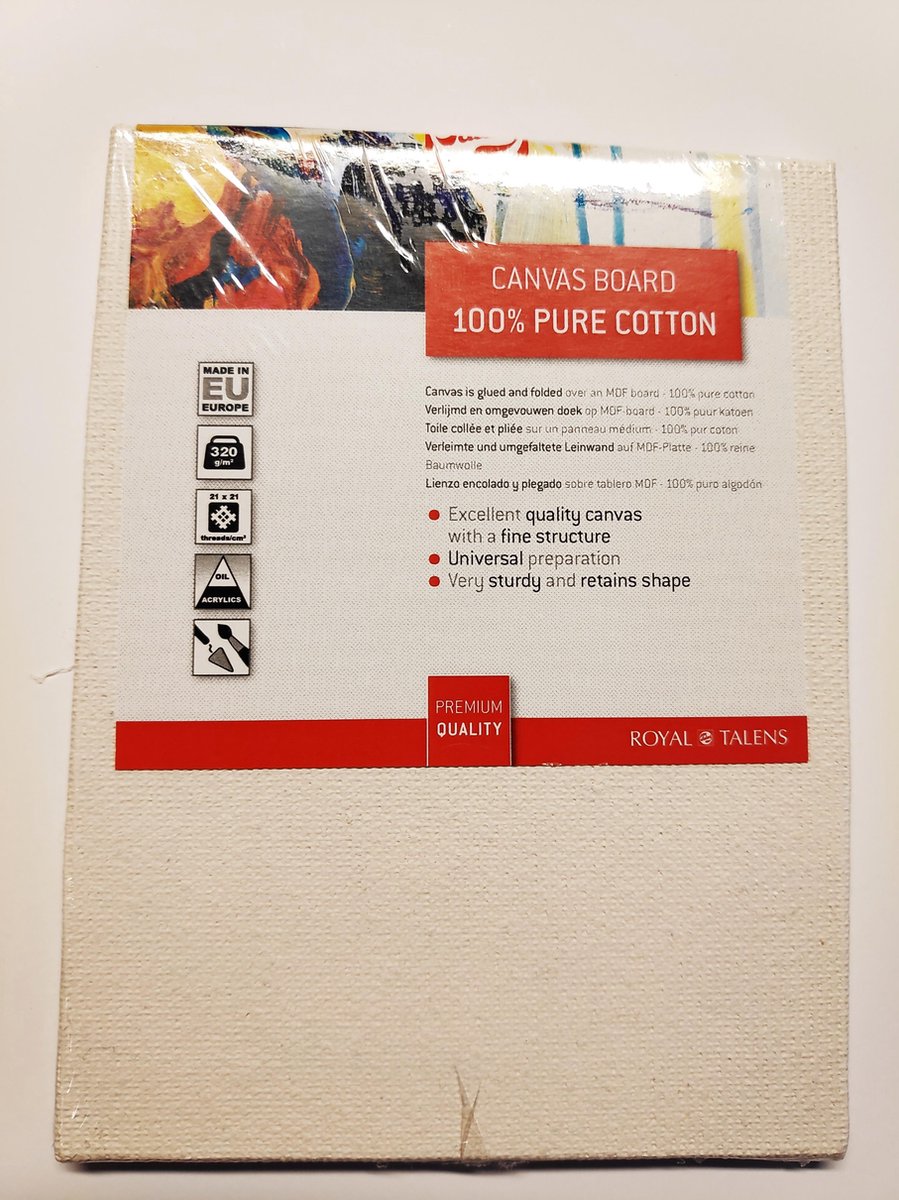 CANVAS BOARD
100% PURE COTTON
MADE IN
EU
EUROPE
320
g/m²
21 x 21
threads/cm²
OIL
ACRYLICS
Canvas is glued and folded over an MDF board - 100% pure cotton
Verlijmd en omgevouwen doek op MDF-board - 100% puur katoen
Toile collée et pliée sur un panneau médium - 100% pur coton
Verleimte und umgefaltete Leinwand auf MDF-Platte - 100% reine
Baumwolle
Lienzo encolado y plegado sobre tablero MDF - 100% puro algodón
Excellent quality canvas
with a fine structure
Universal preparation
Very sturdy and retains shape
PREMIUM
QUALITY
ROYAL TALENS